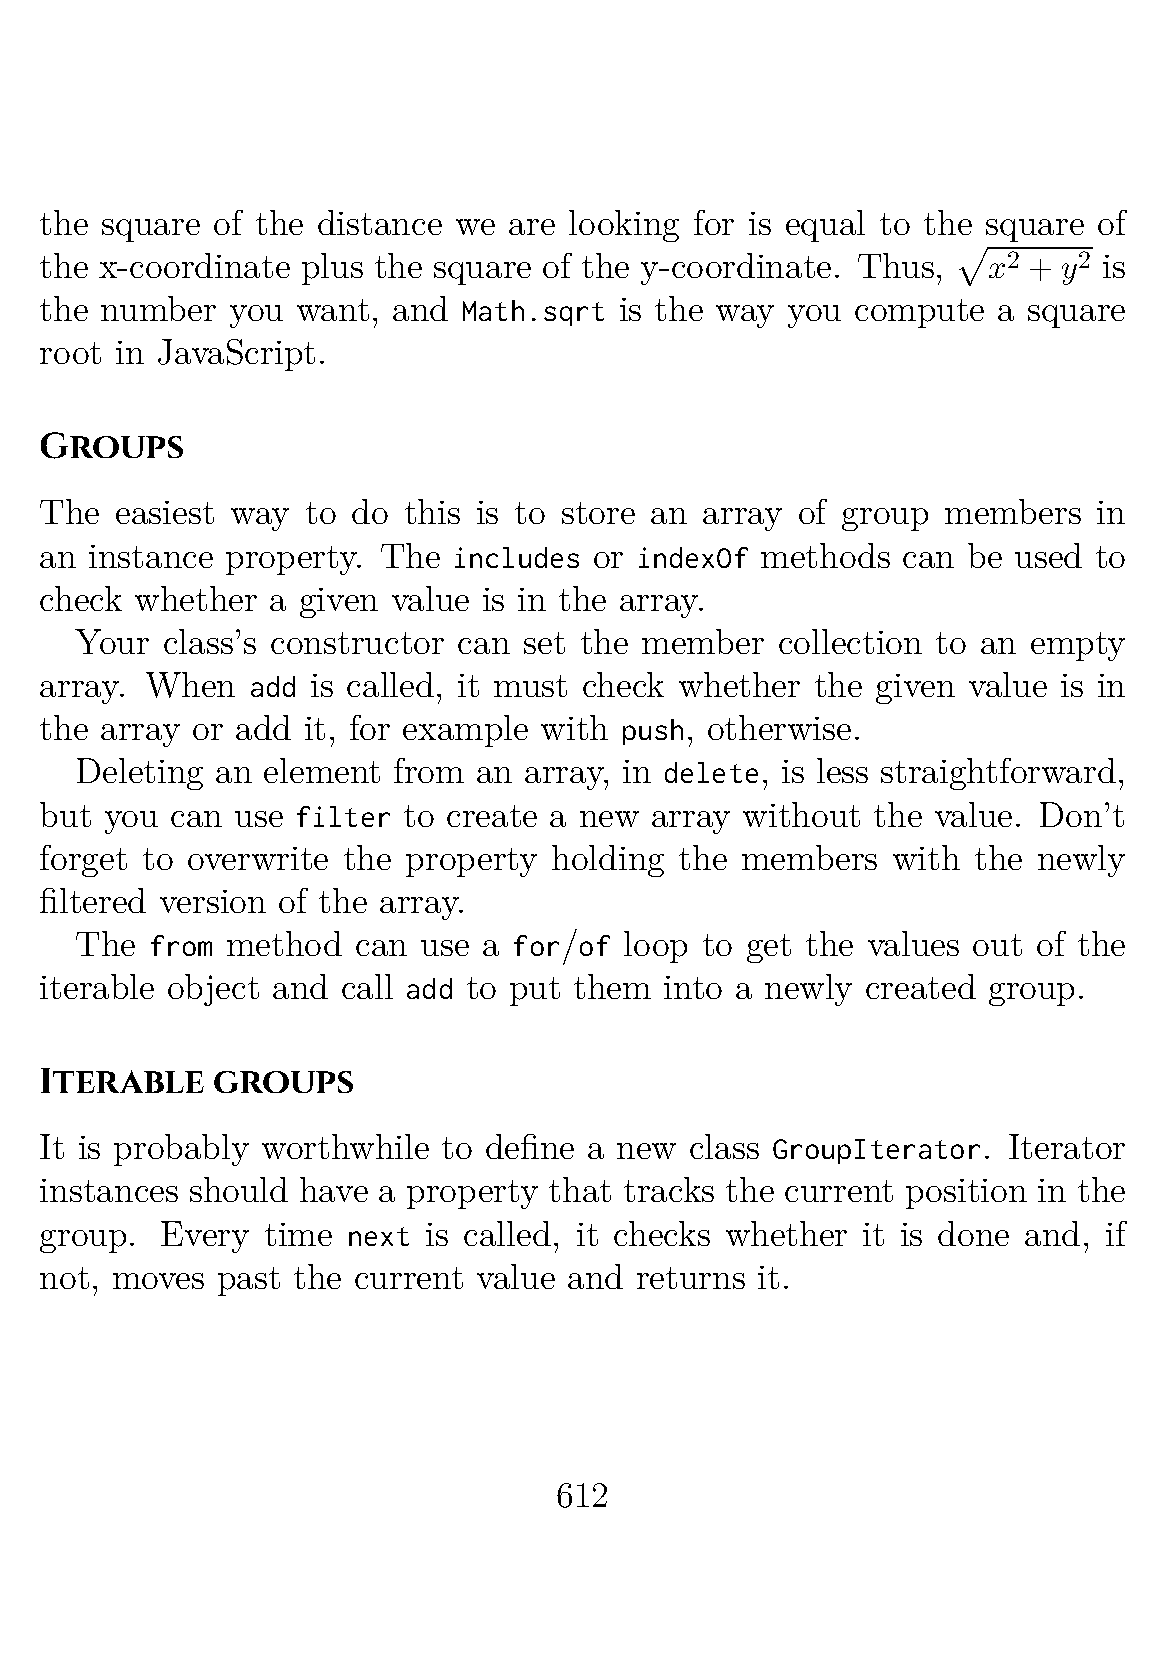 the square of the distance we are looking for is equal to the square of
the x-coordinate plus the square of the y-coordinate. Thus, √x² + y² is
the number you want, and Math.sqrt is the way you compute a square
root in JavaScript.
Groups
The easiest way to do this is to store an array of group members in
an instance property. The includes or indexOf methods can be used to
check whether a given value is in the array.
Your class’s constructor can set the member collection to an empty
array. When add is called, it must check whether the given value is in
the array or add it, for example with push, otherwise.
Deleting an element from an array, in delete, is less straightforward,
but you can use filter to create a new array without the value. Don’t
forget to overwrite the property holding the members with the newly
filtered version of the array.
The from method can use a for/of loop to get the values out of the
iterable object and call add to put them into a newly created group.
Iterable groups
It is probably worthwhile to define a new class GroupIterator. Iterator
instances should have a property that tracks the current position in the
group. Every time next is called, it checks whether it is done and, if
not, moves past the current value and returns it.
612